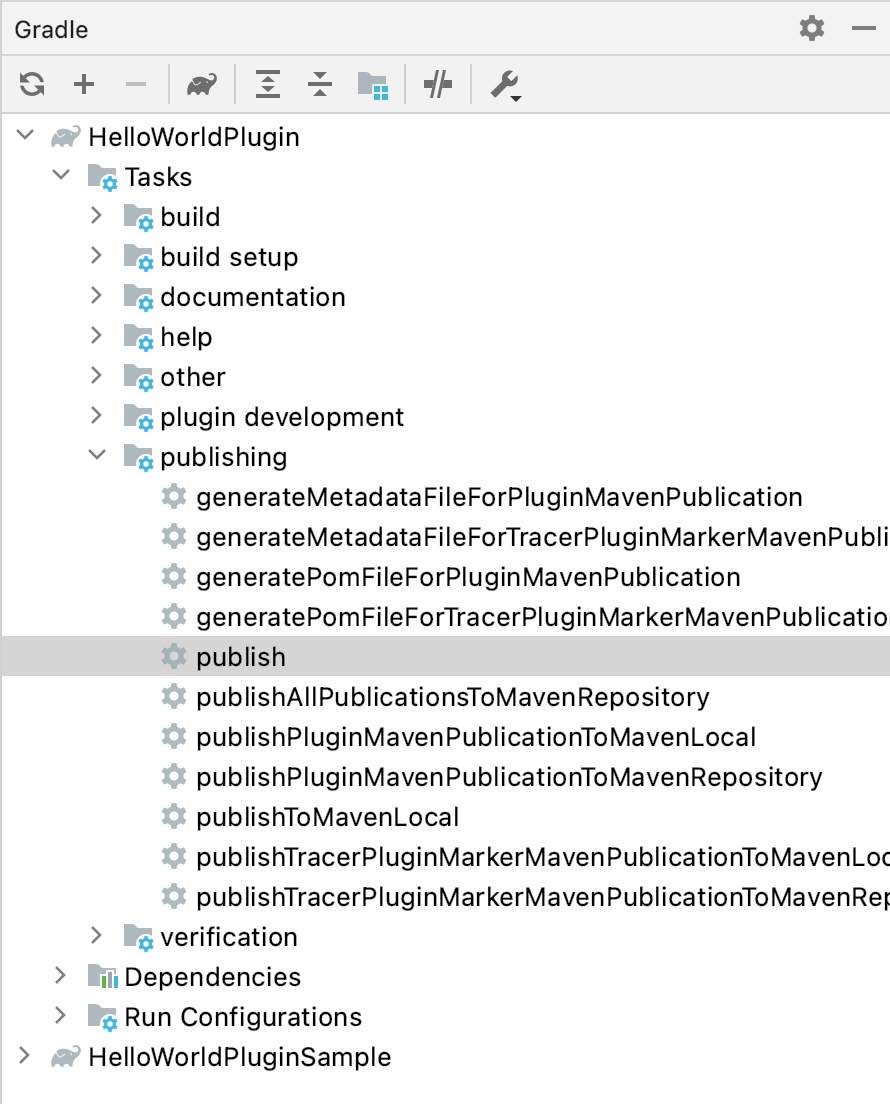 Gradle
HelloWorldPlugin
Tasks
build
build setup
documentation
help
other
plugin development
publishing
generateMetadataFileForPluginMavenPublication
generateMetadataFileForTracerPluginMarkerMavenPubli
generatePomFileForPluginMavenPublication
generatePomFileForTracerPluginMarkerMavenPublicatio
publish
publishAllPublicationsToMavenRepository
publishPluginMavenPublicationToMavenLocal
publishPluginMavenPublicationToMavenRepository
publishToMavenLocal
publishTracerPluginMarkerMavenPublicationToMavenLoc
publishTracerPluginMarkerMavenPublicationToMavenRep
verification
Dependencies
Run Configurations
HelloWorldPluginSample